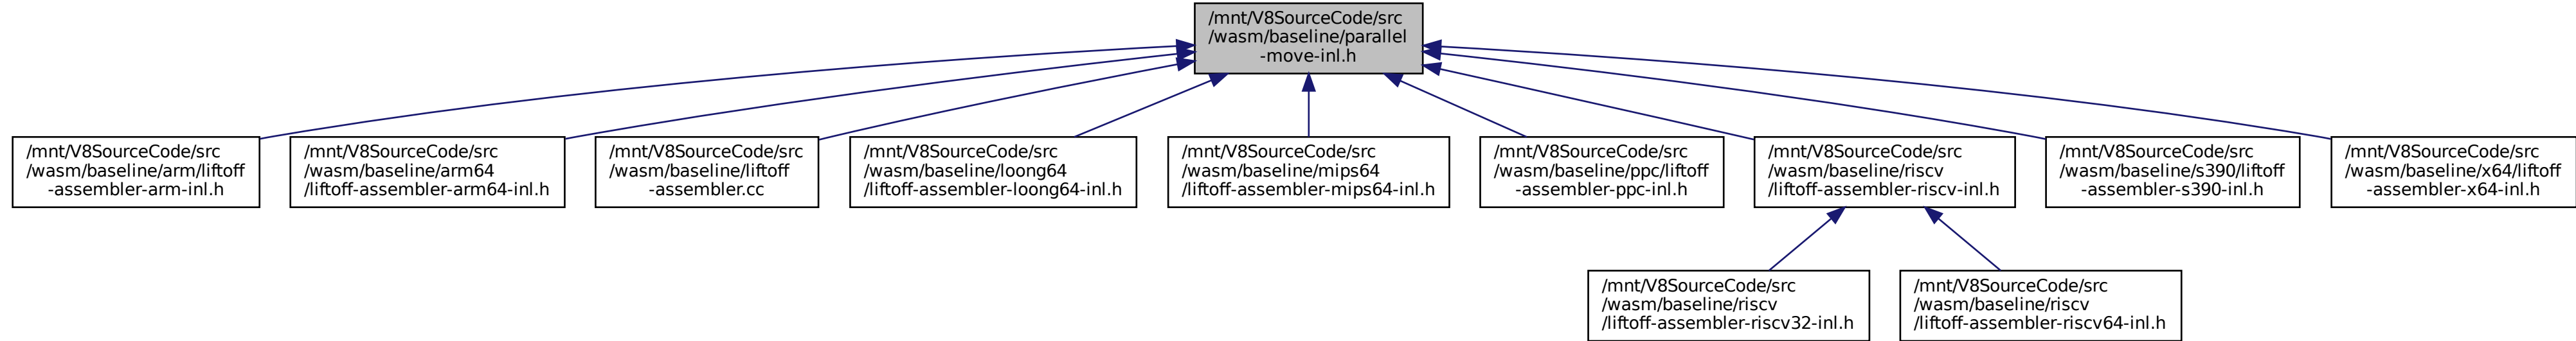 /mnt/V8SourceCode/src
/wasm/baseline/parallel
-move-inl.h
/mnt/V8SourceCode/src
/wasm/baseline/arm/liftoff
-assembler-arm-inl.h
/mnt/V8SourceCode/src
/wasm/baseline/arm64
/liftoff-assembler-arm64-inl.h
/mnt/V8SourceCode/src
/wasm/baseline/liftoff
-assembler.cc
/mnt/V8SourceCode/src
/wasm/baseline/loong64
/liftoff-assembler-loong64-inl.h
/mnt/V8SourceCode/src
/wasm/baseline/mips64
/liftoff-assembler-mips64-inl.h
/mnt/V8SourceCode/src
/wasm/baseline/ppc/liftoff
-assembler-ppc-inl.h
/mnt/V8SourceCode/src
/wasm/baseline/riscv
/liftoff-assembler-riscv-inl.h
/mnt/V8SourceCode/src
/wasm/baseline/s390/liftoff
-assembler-s390-inl.h
/mnt/V8SourceCode/src
/wasm/baseline/x64/liftoff
-assembler-x64-inl.h
/mnt/V8SourceCode/src
/wasm/baseline/riscv
/liftoff-assembler-riscv32-inl.h
/mnt/V8SourceCode/src
/wasm/baseline/riscv
/liftoff-assembler-riscv64-inl.h